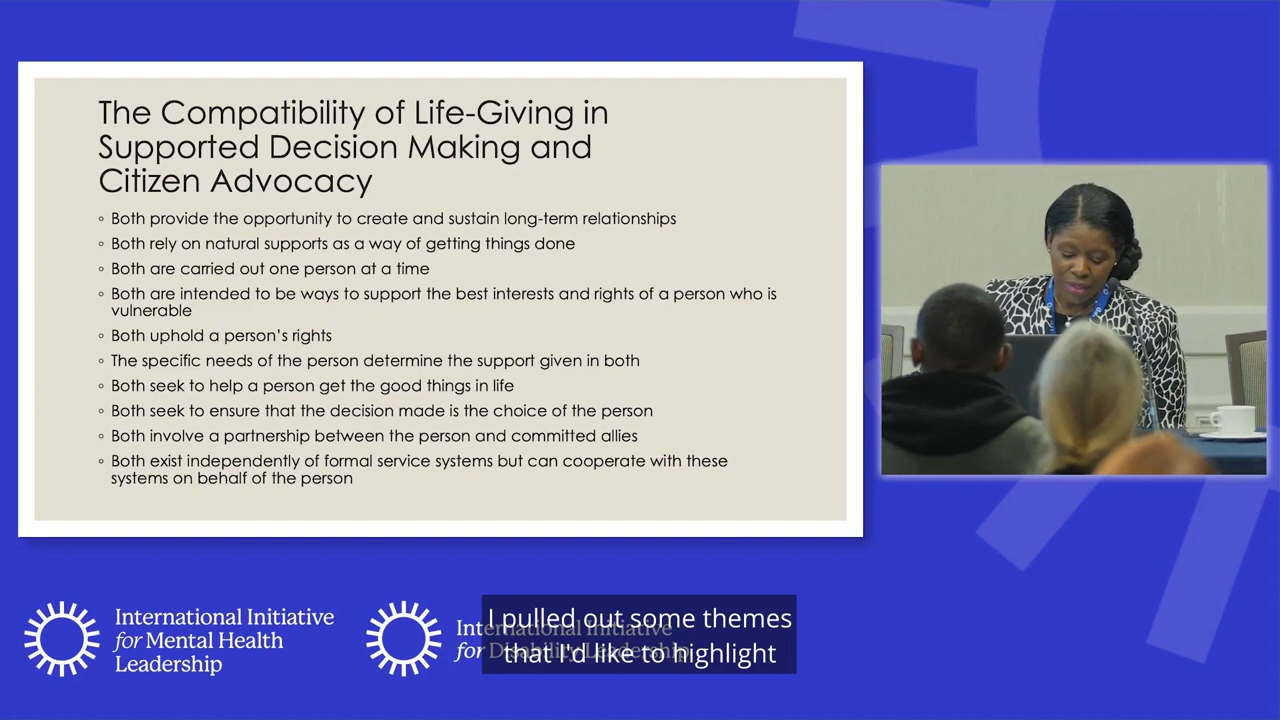 The Compatibility of Life-Giving in
Supported Decision Making and
Citizen Advocacy
◦ Both provide the opportunity to create and sustain long-term relationships
◦ Both rely on natural supports as a way of getting things done
◦ Both are carried out one person at a time
◦ Both are intended to be ways to support the best interests and rights of a person who is
vulnerable
◦ Both uphold a person’s rights
◦ The specific needs of the person determine the support given in both
◦ Both seek to help a person get the good things in life
◦ Both seek to ensure that the decision made is the choice of the person
◦ Both involve a partnership between the person and committed allies
◦ Both exist independently of formal service systems but can cooperate with these
systems on behalf of the person
International Initiative
for Mental Health
Leadership
International Initiative
for Disability Leadership
I pulled out some themes
that I'd like to highlight